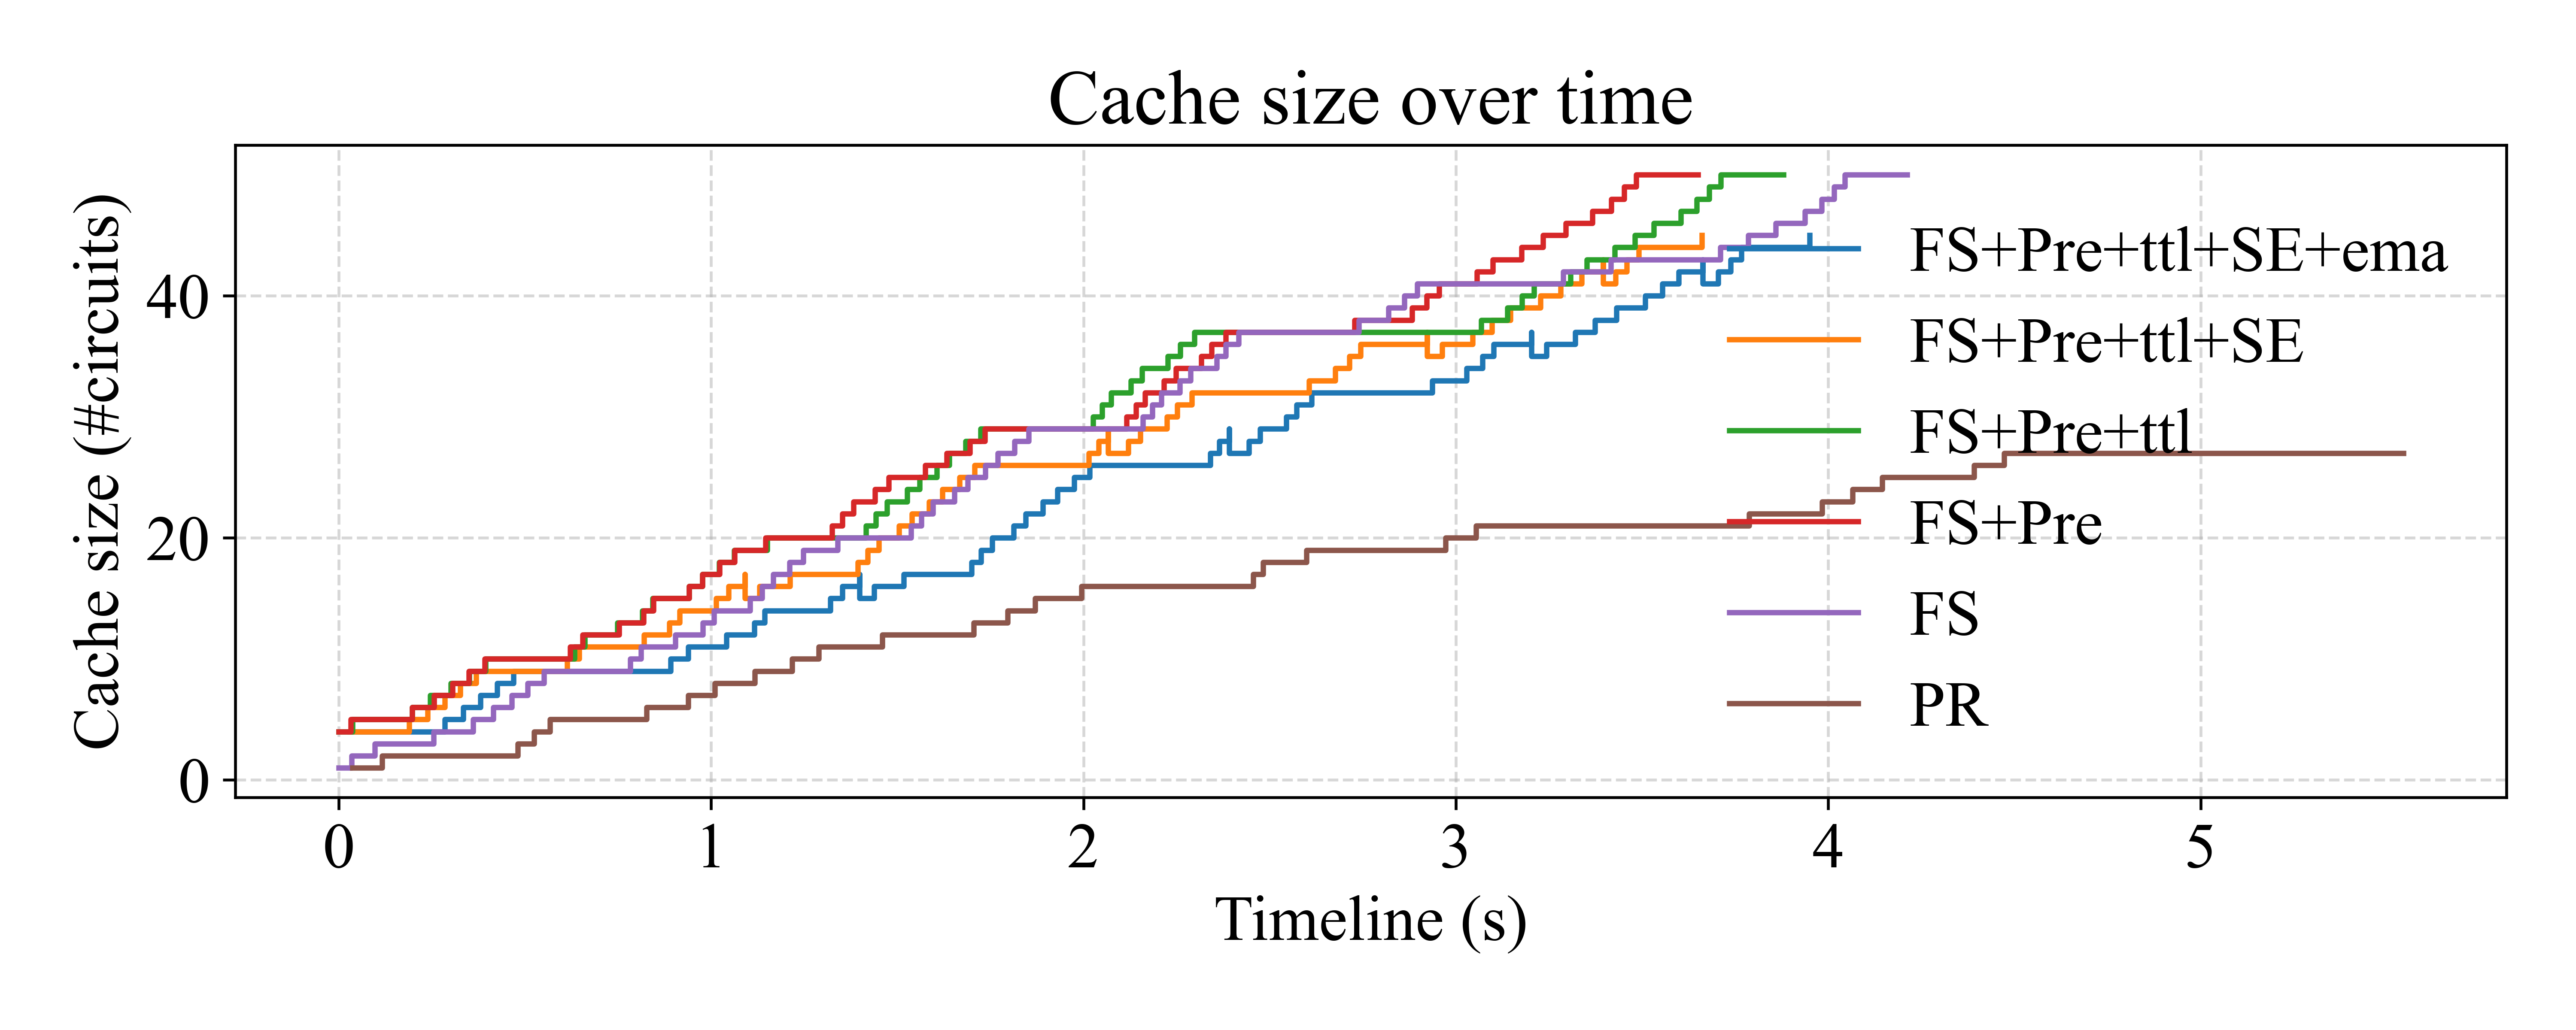 Cache size over time
Cache size (#circuits)
40
20
0
FS+Pre+ttl+SE+ema
FS+Pre+ttl+SE
FS+Pre+ttl
FS+Pre
FS
PR
0 1 2 3 4 5
Timeline (s)